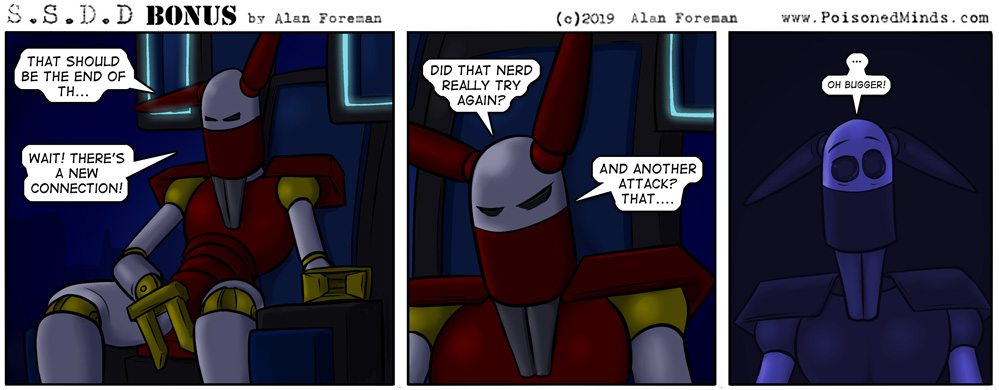 S.S.D.D BONUS by Alan Foreman (c)2019 Alan Foreman www.PoisonedMinds.com
THAT SHOULD
BE THE END OF
TH...
WAIT! THERE'S
A NEW
CONNECTION!
DID THAT NERD
REALLY TRY
AGAIN?
AND ANOTHER
ATTACK?
THAT....
...
OH BUGGER!